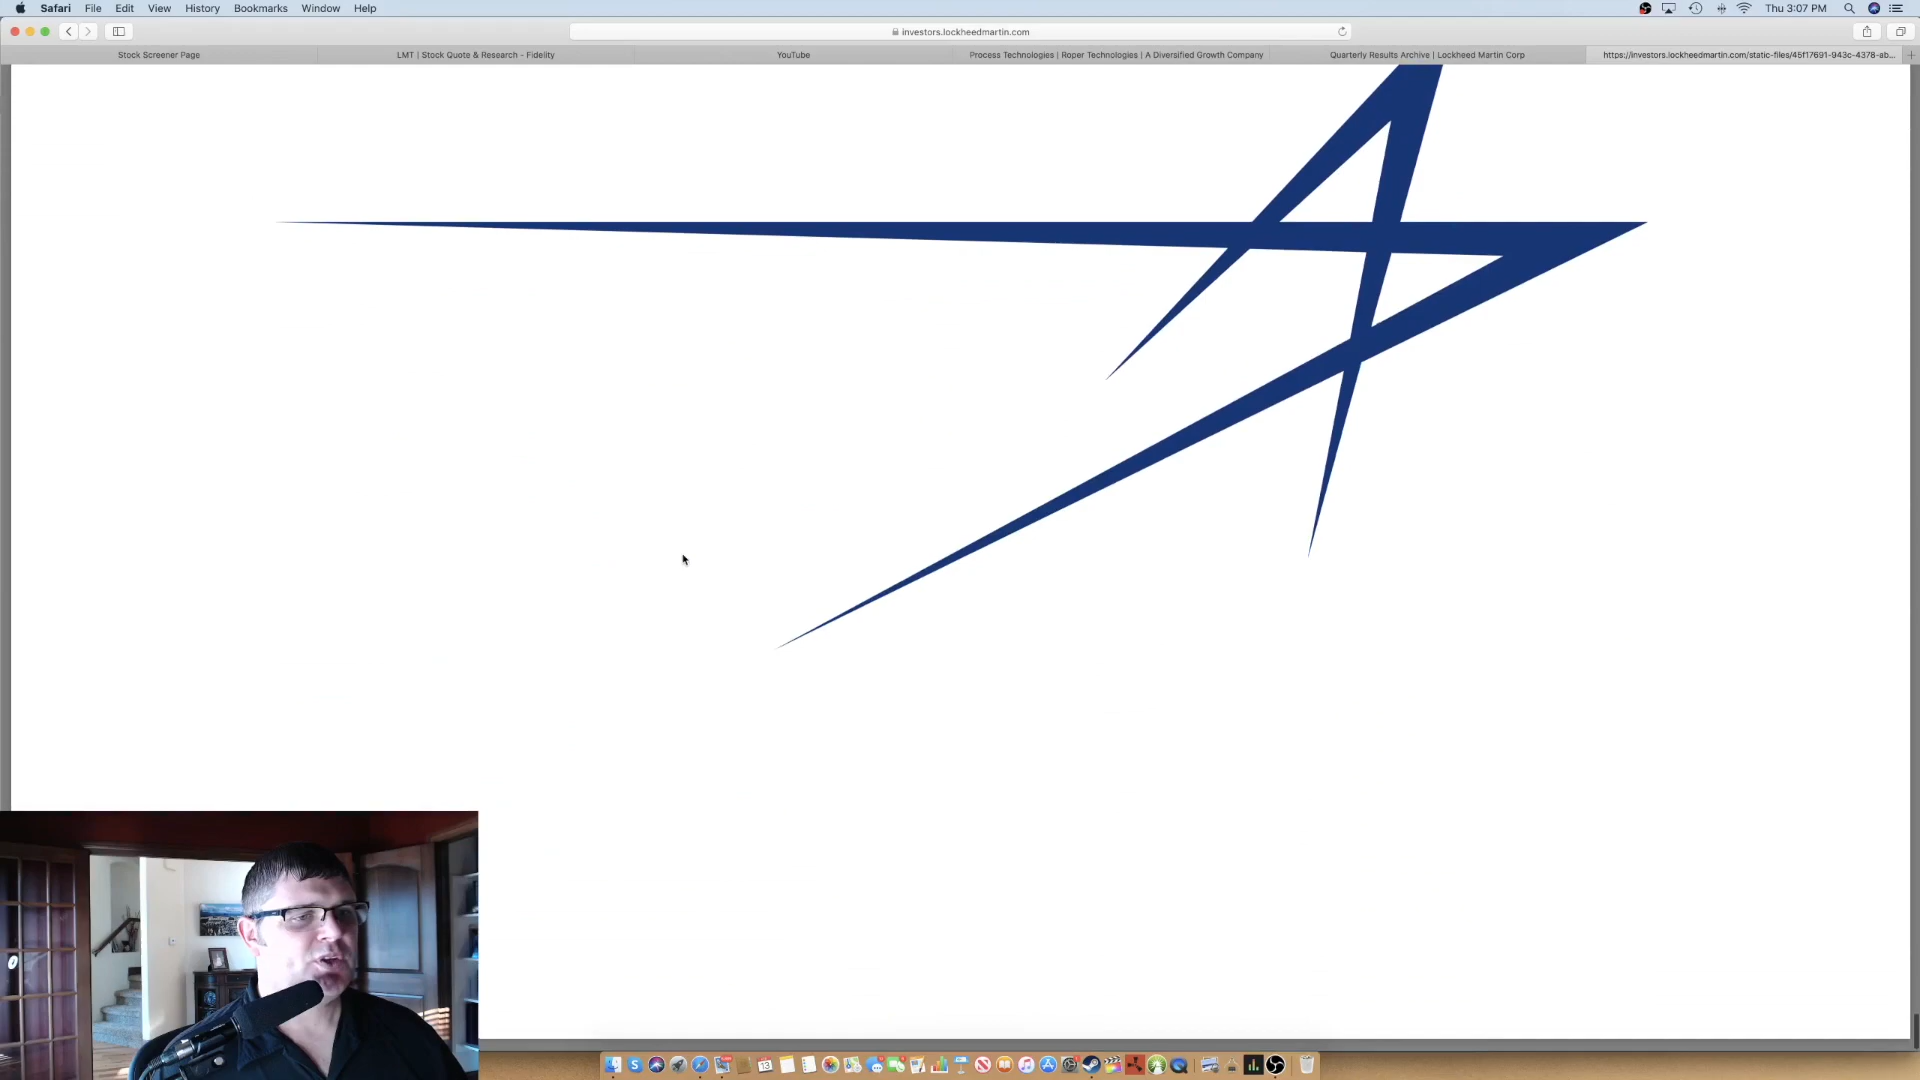 Safari File Edit View History Bookmarks Window Help Thu 3:07 PM
investors.lockheedmartin.com
Stock Screener Page LMT | Stock Quote & Research - Fidelity YouTube Process Technologies | Roper Technologies | A Diversified Growth Company Quarterly Results Archive | Lockheed Martin Corp https://investors.lockheedmartin.com/static-files/45f17691-943c-4378-ab...